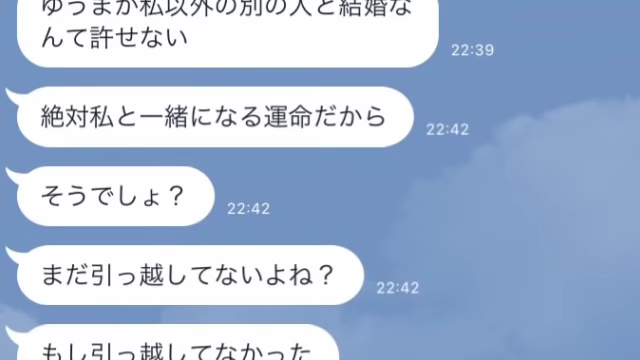 ゆうまが私以外の別の人と結婚な
んて許せない
22:39
絶対私と一緒になる運命だから
22:42
そうでしょ？
22:42
まだ引っ越してないよね？
22:42
もし引っ越してなかった